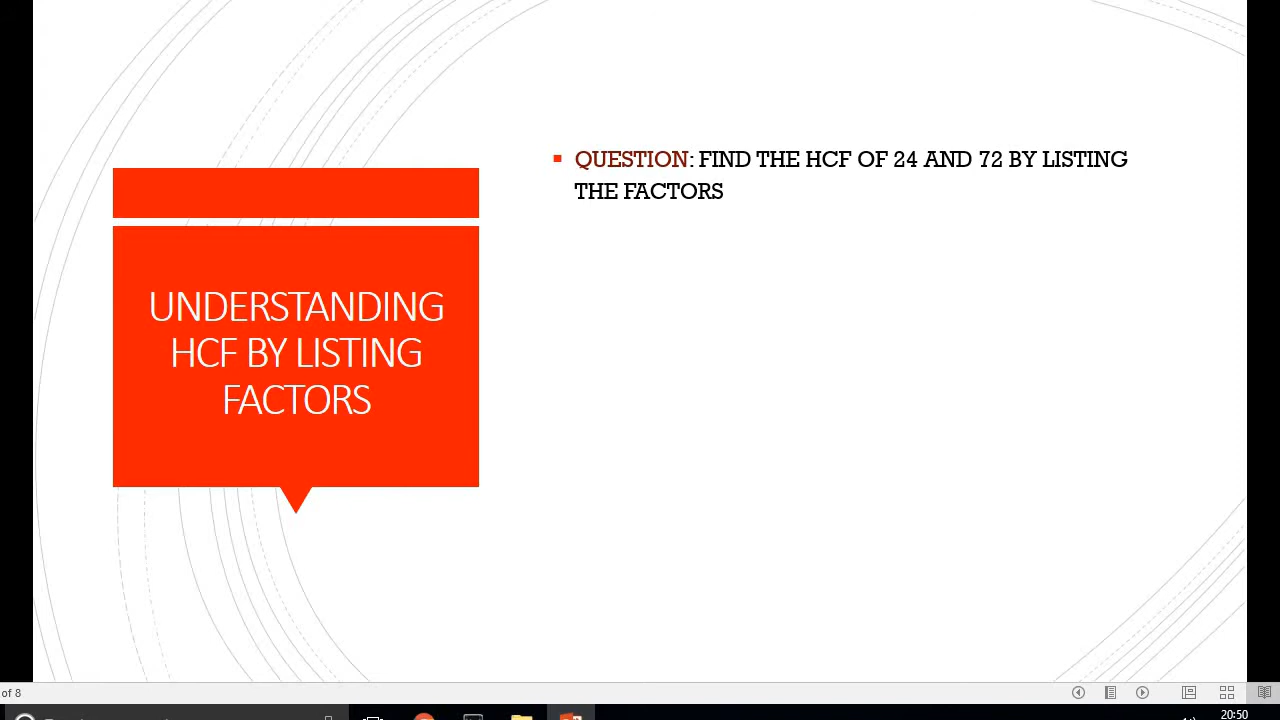 QUESTION: FIND THE HCF OF 24 AND 72 BY LISTING
THE FACTORS
UNDERSTANDING
HCF BY LISTING
FACTORS
of 8
20:50